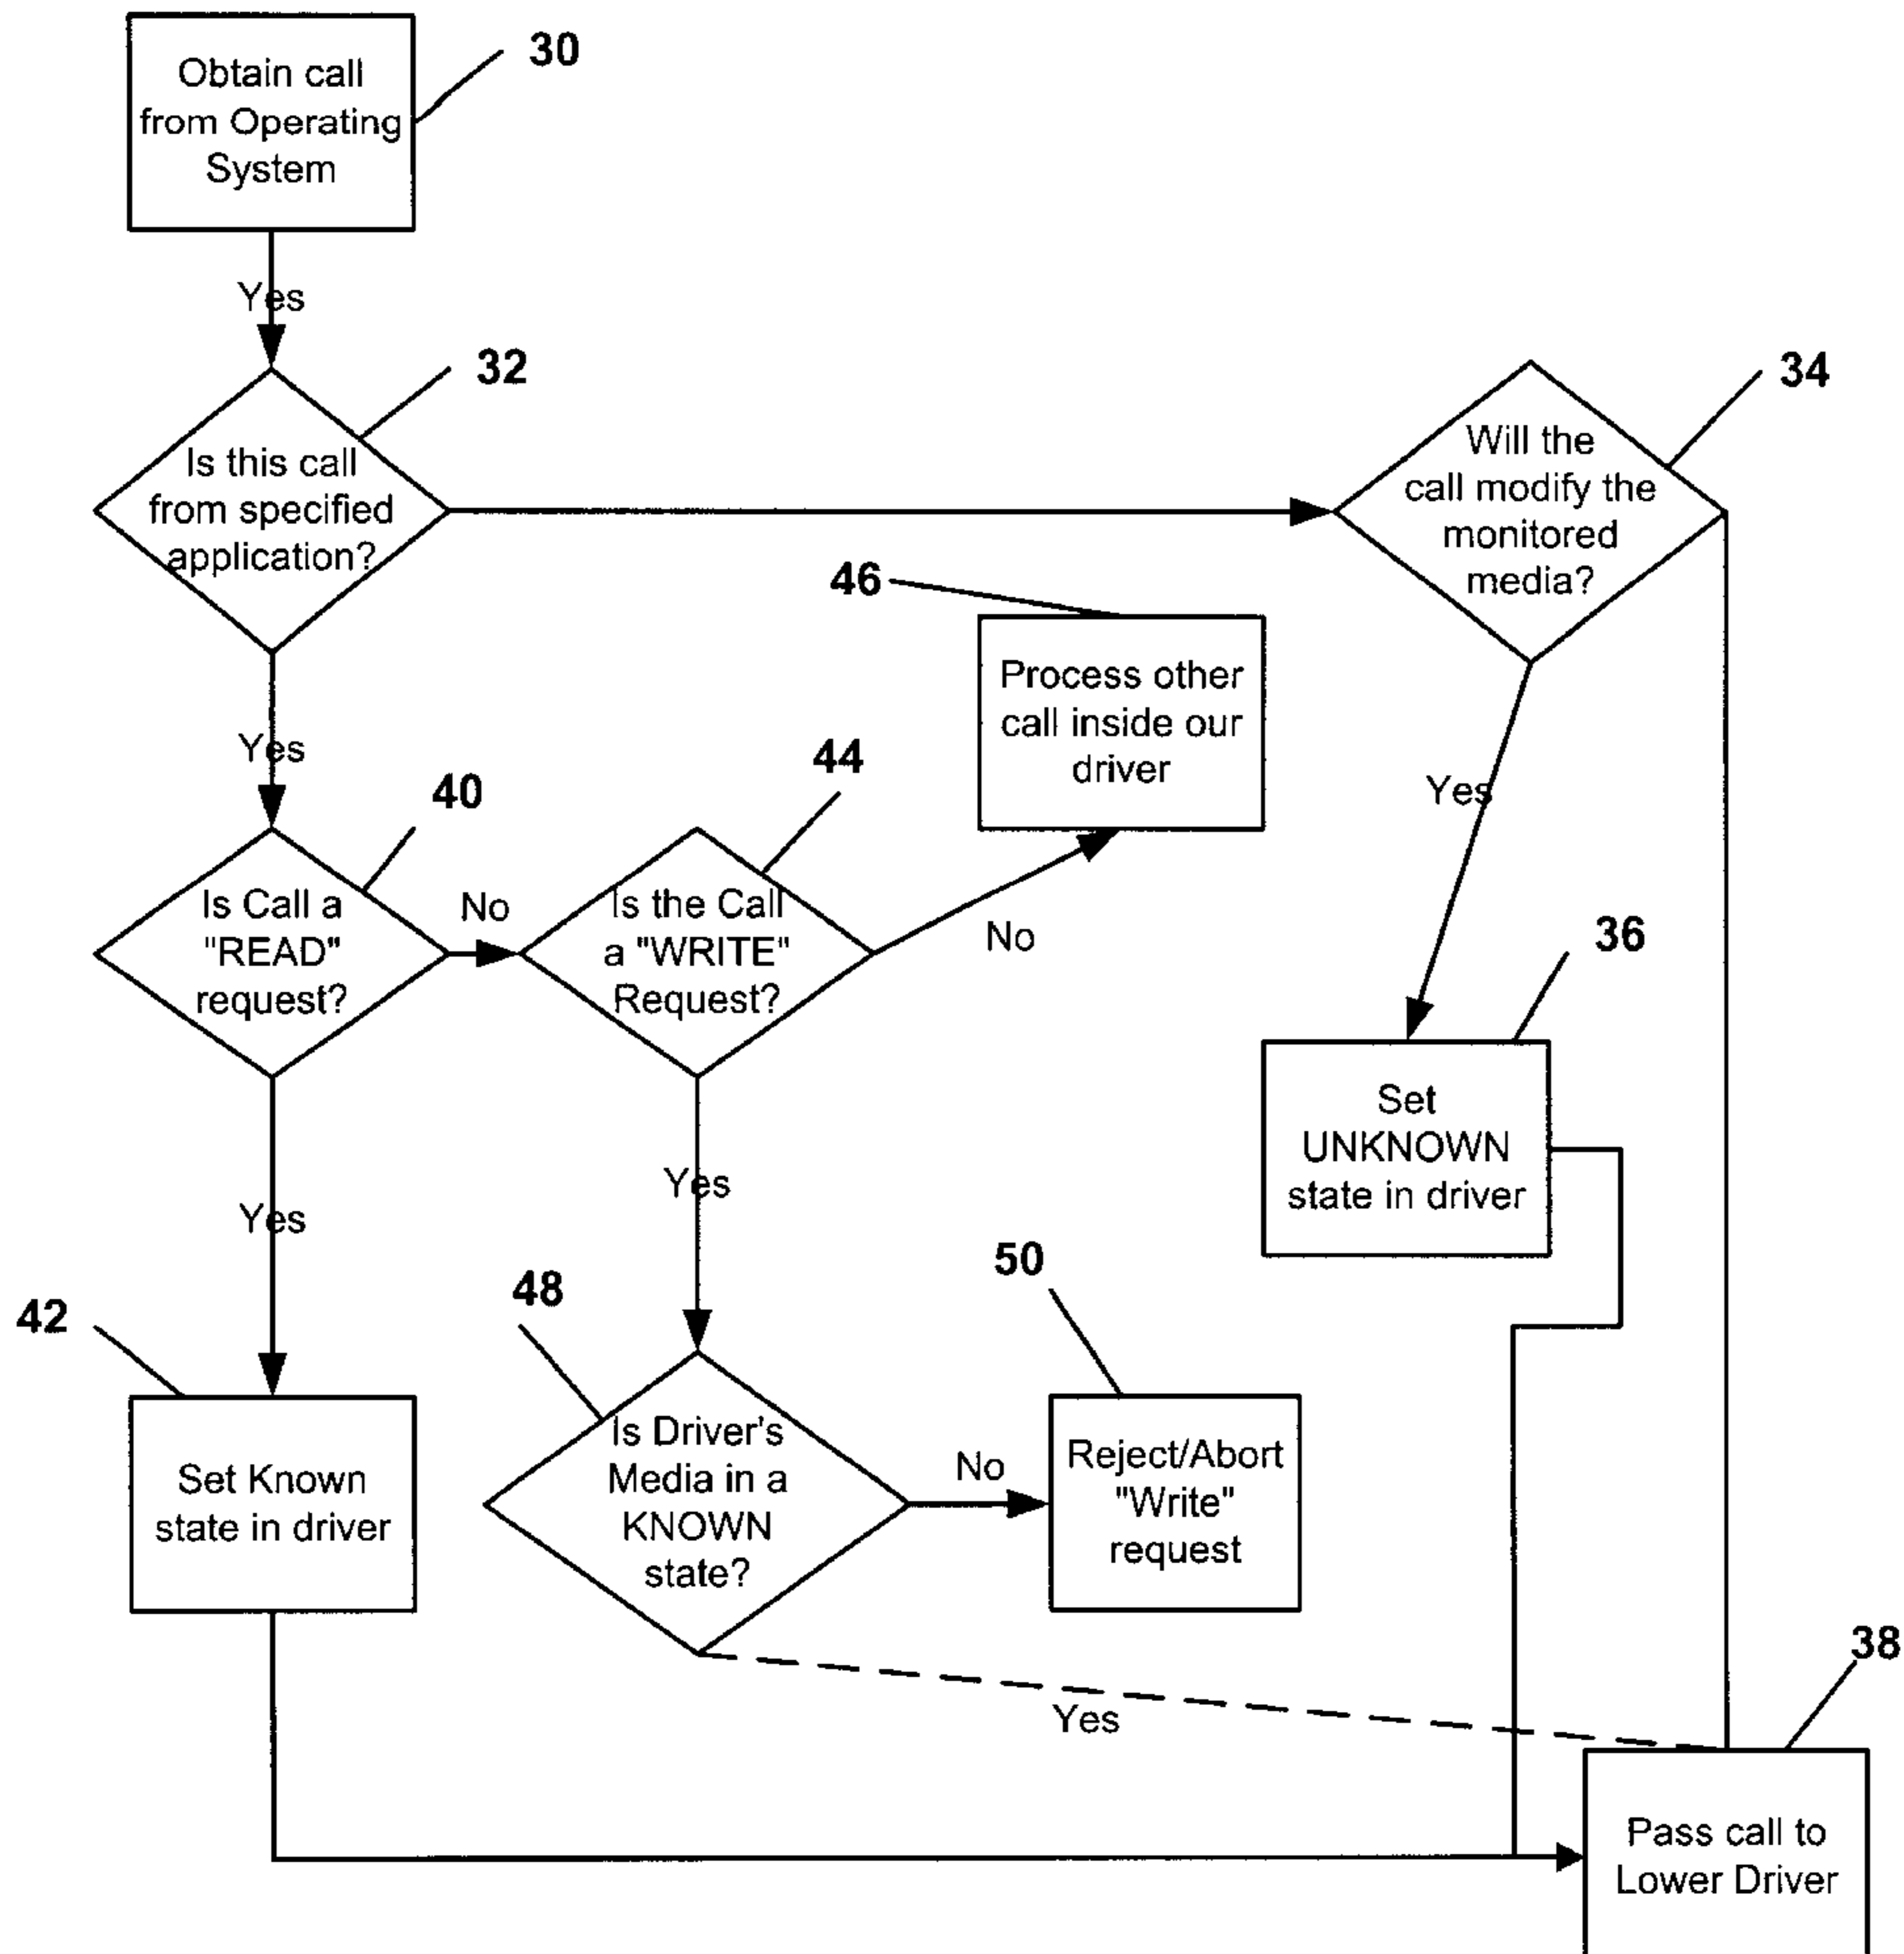 Obtain call
from Operating
System
30
Yes
32
Is this call
from specified
application?
34
Will the
call modify the
monitored
media?
46
Process other
call inside our
driver
Yes
44
40
Yes
Is Call a
"READ"
request?
No
Is the Call
a "WRITE"
Request?
No
36
Set
UNKNOWN
state in driver
Yes
Yes
42
48
50
Set Known
state in driver
Is Driver's
Media in a
KNOWN
state?
No
Reject/Abort
"Write"
request
38
Yes
Pass call to
Lower Driver